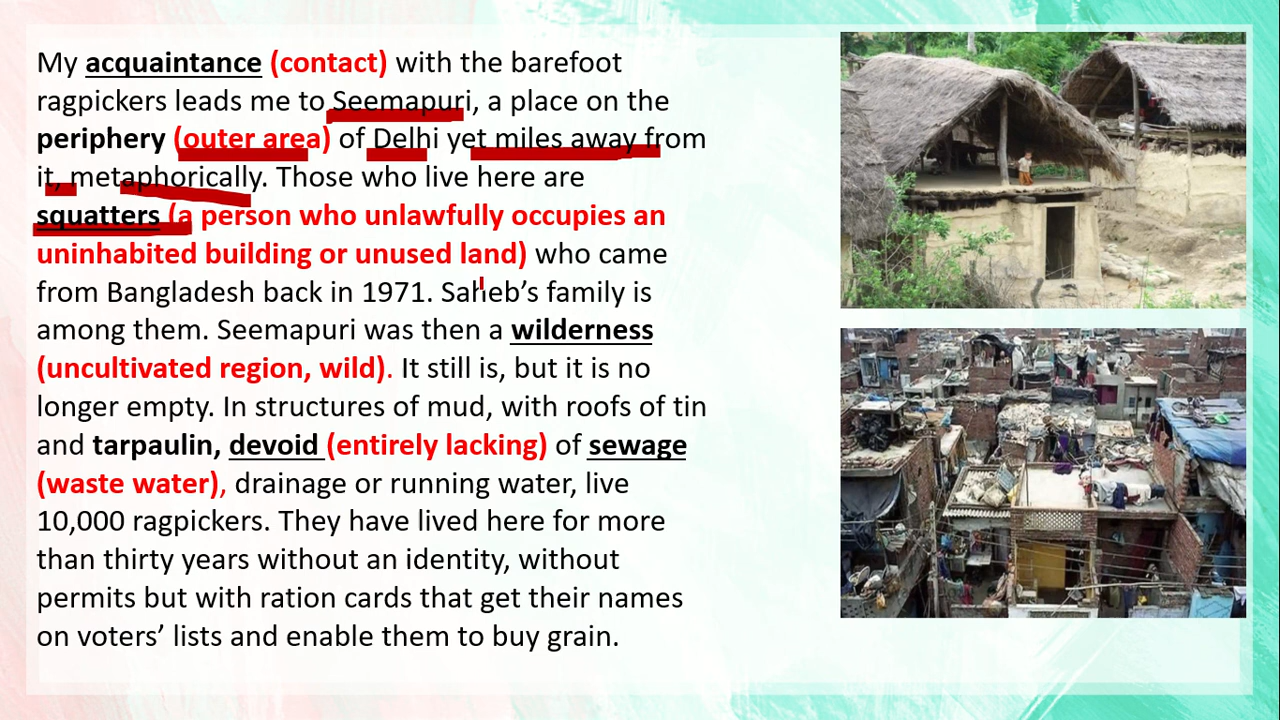 My acquaintance (contact) with the barefoot
ragpickers leads me to Seemapuri, a place on the
periphery (outer area) of Delhi yet miles away from
it, metaphorically. Those who live here are
squatters (a person who unlawfully occupies an
uninhabited building or unused land) who came
from Bangladesh back in 1971. Saheb’s family is
among them. Seemapuri was then a wilderness
(uncultivated region, wild). It still is, but it is no
longer empty. In structures of mud, with roofs of tin
and tarpaulin, devoid (entirely lacking) of sewage
(waste water), drainage or running water, live
10,000 ragpickers. They have lived here for more
than thirty years without an identity, without
permits but with ration cards that get their names
on voters’ lists and enable them to buy grain.